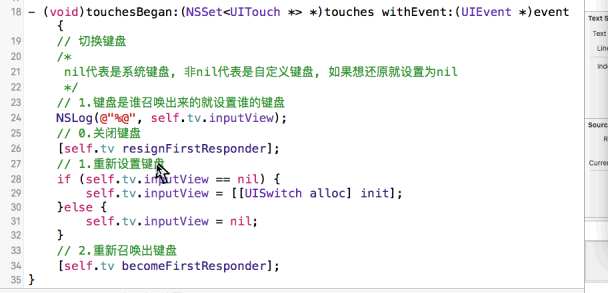 18 - (void)touchesBegan:(NSSet<UITouch *> *)touches withEvent:(UIEvent *)event
{
19 // 切换键盘
20 /*
21 nil代表是系统键盘, 非nil代表是自定义键盘, 如果想还原就设置为nil
22 */
23 // 1.键盘是谁召唤出来的就设置谁的键盘
24 NSLog(@"%@", self.tv.inputView);
25 // 0.关闭键盘
26 [self.tv resignFirstResponder];
27 // 1.重新设置键盘
28 if (self.tv.inputView == nil) {
29 self.tv.inputView = [[UISwitch alloc] init];
30 }else {
31 self.tv.inputView = nil;
32 }
33 // 2.重新召唤出键盘
34 [self.tv becomeFirstResponder];
35 }
Text S
Text
Line
Inde
Source
R
Curre